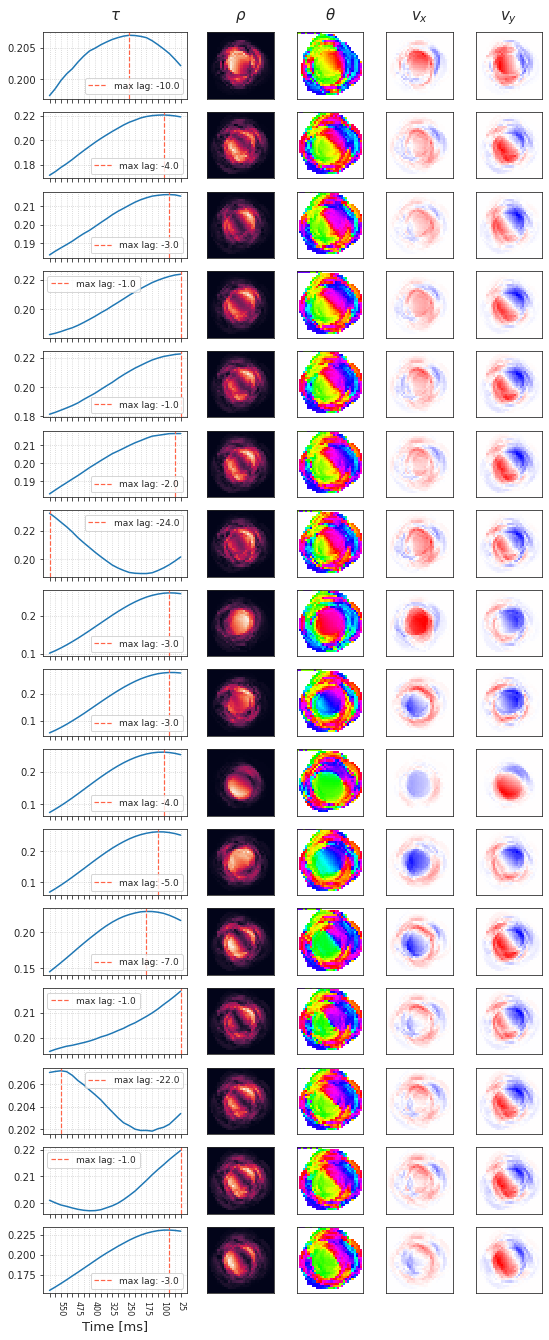 τ ρ θ v_x v_y
0.205
0.200
max lag: -10.0
0.22
0.20
0.18
max lag: -4.0
0.21
0.20
0.19
max lag: -3.0
0.22
0.20
max lag: -1.0
0.22
0.20
0.18
max lag: -1.0
0.21
0.20
0.19
max lag: -2.0
0.22
0.20
max lag: -24.0
0.2
0.1
max lag: -3.0
0.2
0.1
max lag: -3.0
0.2
0.1
max lag: -4.0
0.2
0.1
max lag: -5.0
0.20
0.15
max lag: -7.0
0.21
0.20
max lag: -1.0
0.206
0.204
0.202
max lag: -22.0
0.22
0.21
0.20
max lag: -1.0
0.225
0.200
0.175
max lag: -3.0
550 475 400 325 250 175 100 25
Time [ms]